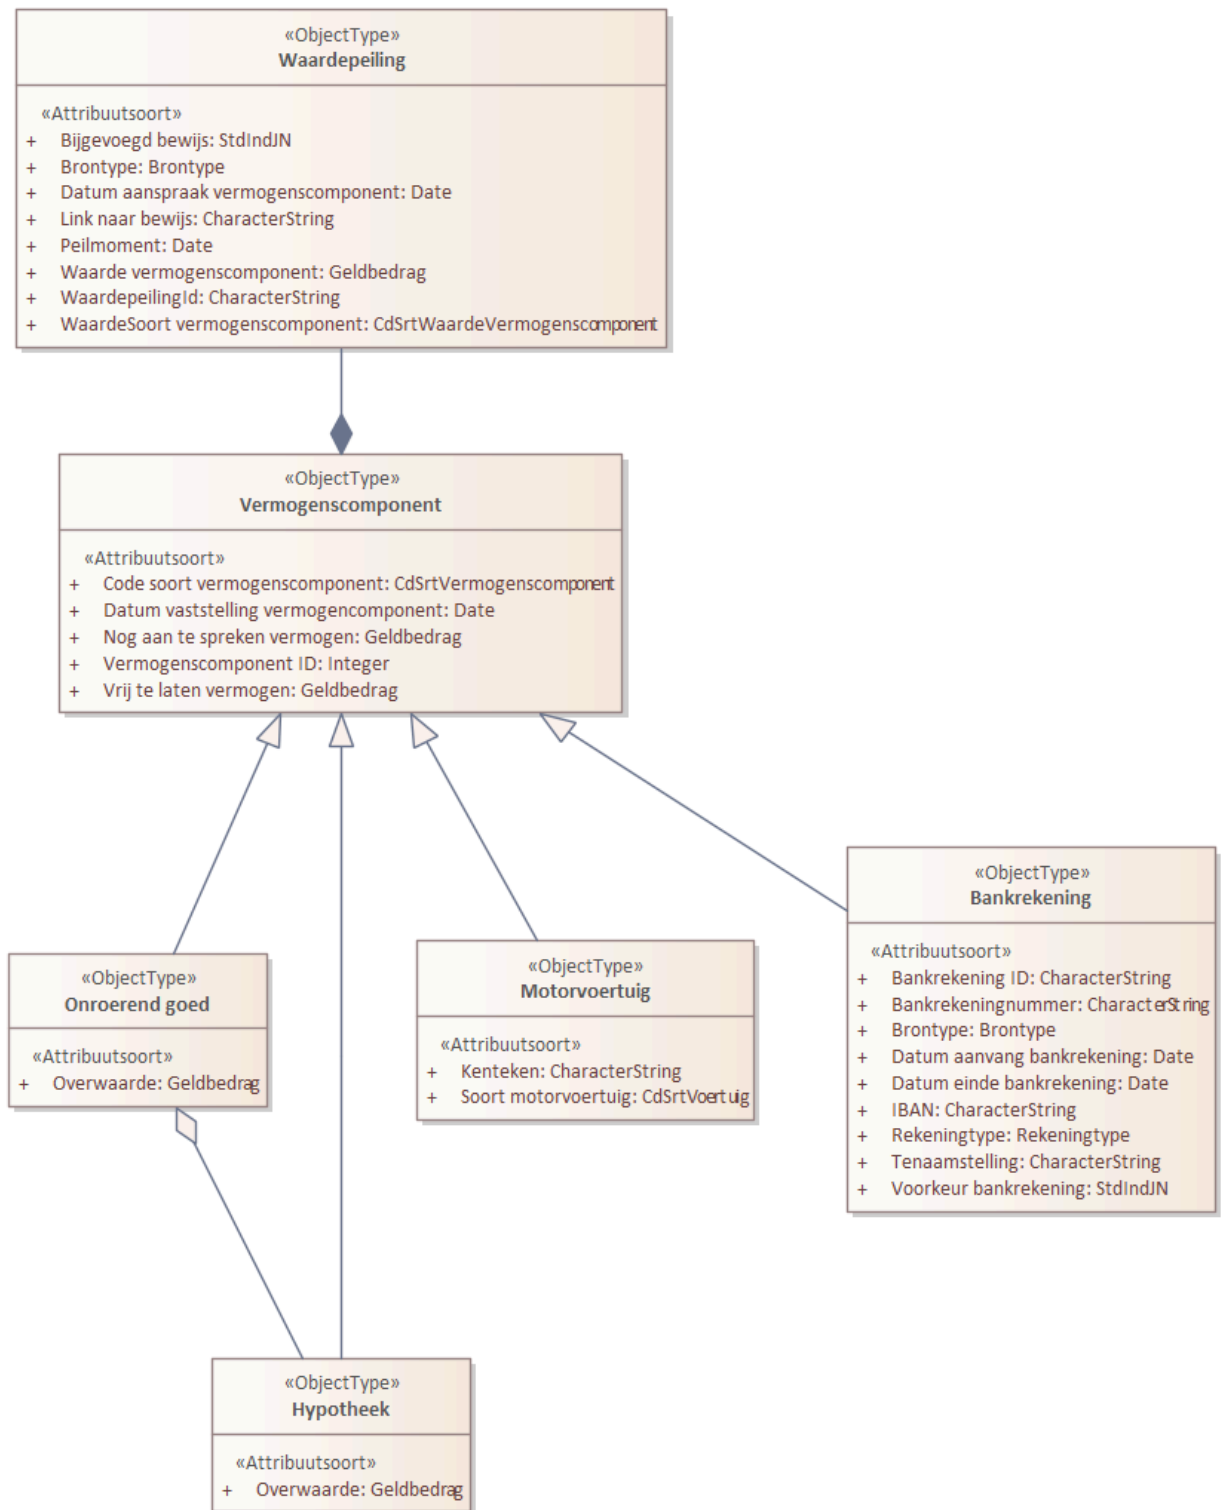 «ObjectType»
Waardepeiling
«Attribuutsoort»
+ Bijgevoegd bewijs: StdIndJN
+ Brontype: Brontype
+ Datum aanspraak vermogenscomponent: Date
+ Link naar bewijs: CharacterString
+ Peilmoment: Date
+ Waarde vermogenscomponent: Geldbedrag
+ WaardepeilingId: CharacterString
+ WaardeSoort vermogenscomponent: CdSrtWaardeVermogenscomponent
«ObjectType»
Vermogenscomponent
«Attribuutsoort»
+ Code soort vermogenscomponent: CdSrtVermogenscomponent
+ Datum vaststelling vermogencomponent: Date
+ Nog aan te spreken vermogen: Geldbedrag
+ Vermogenscomponent ID: Integer
+ Vrij te laten vermogen: Geldbedrag
«ObjectType»
Onroerend goed
«Attribuutsoort»
+ Overwaarde: Geldbedrag
«ObjectType»
Motorvoertuig
«Attribuutsoort»
+ Kenteken: CharacterString
+ Soort motorvoertuig: CdSrtVoertuig
«ObjectType»
Bankrekening
«Attribuutsoort»
+ Bankrekening ID: CharacterString
+ Bankrekeningnummer: CharacterString
+ Brontype: Brontype
+ Datum aanvang bankrekening: Date
+ Datum einde bankrekening: Date
+ IBAN: CharacterString
+ Rekeningtype: Rekeningtype
+ Tenaamstelling: CharacterString
+ Voorkeur bankrekening: StdIndJN
«ObjectType»
Hypotheek
«Attribuutsoort»
+ Overwaarde: Geldbedrag